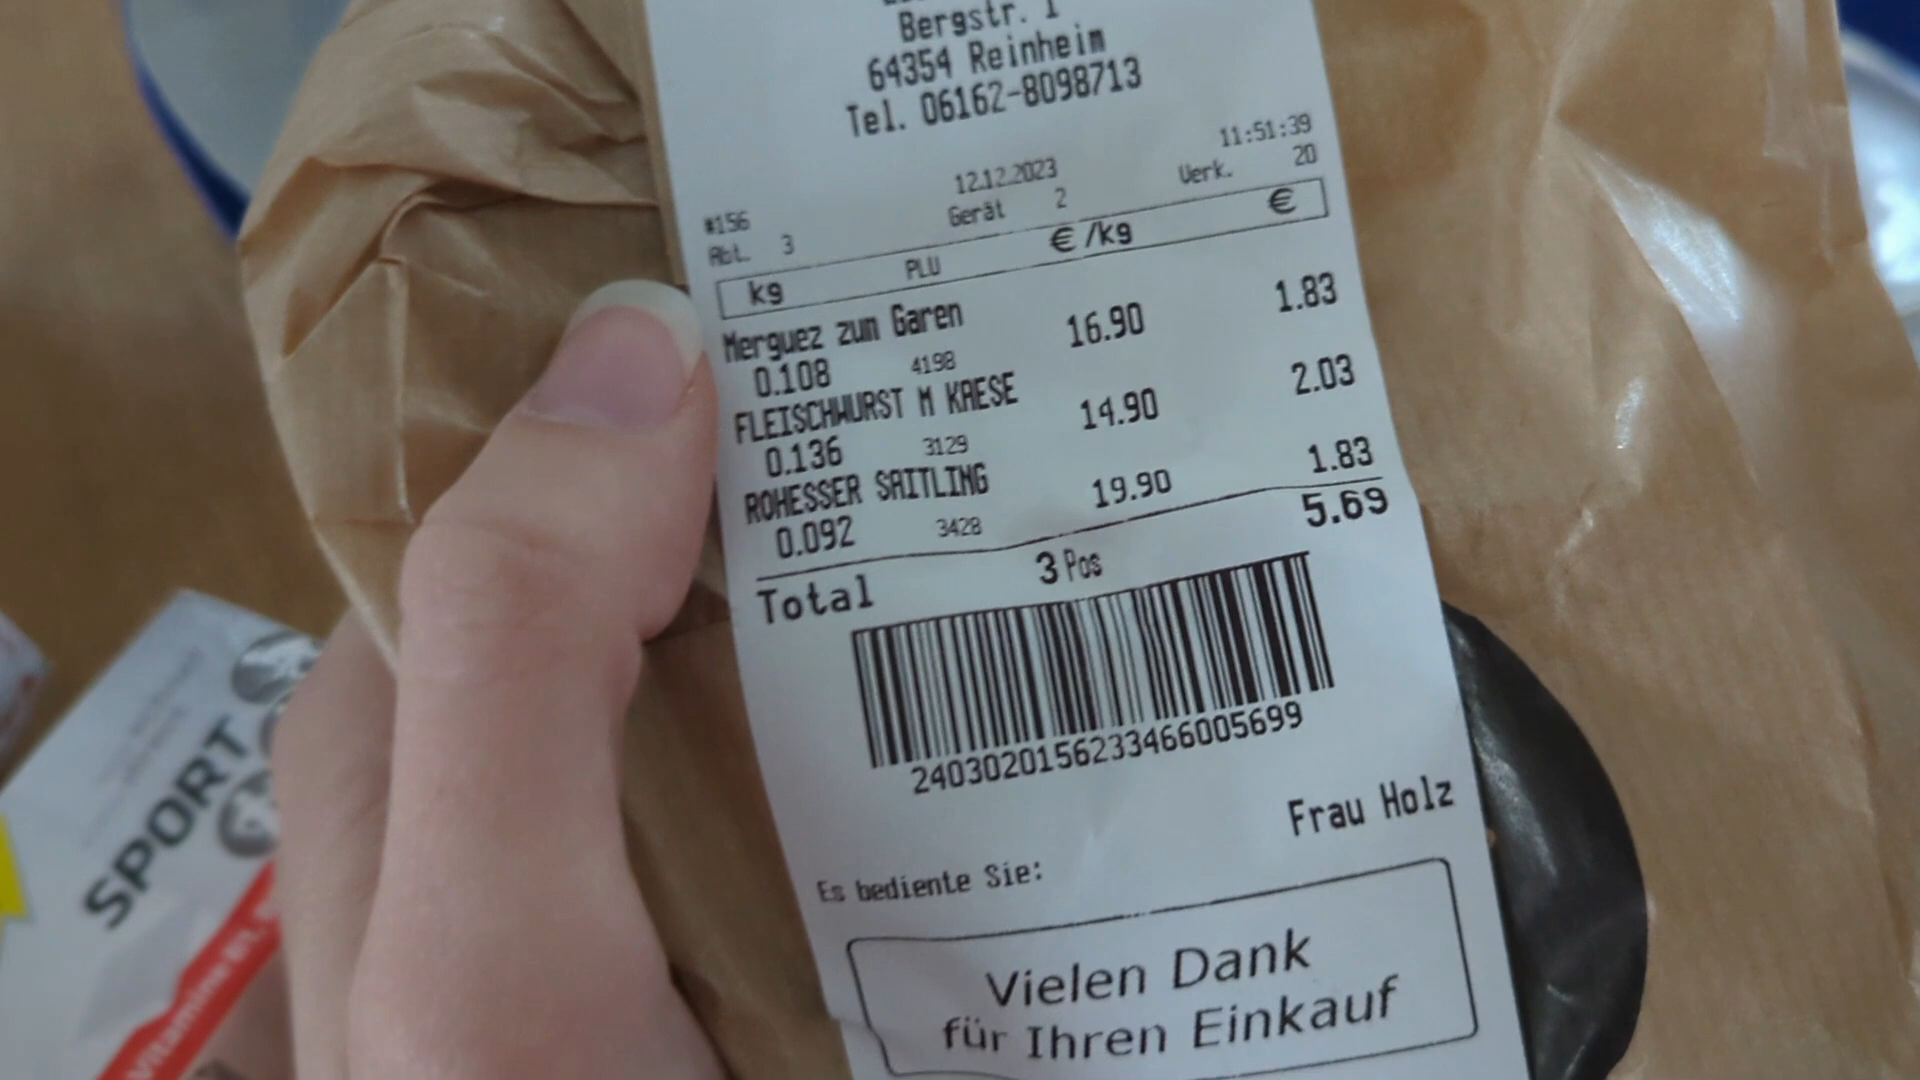 Bergstr. 1
64354 Reinheim
Tel. 06162-8098713
#156 12.12.2023 11:51:39
Abt. 3 Gerät 2 Verk. 20
kg PLU €/kg €
Merguez zum Garen
0.108 4198 16.90 1.83
FLEISCHWURST M KAESE
0.136 3129 14.90 2.03
ROHESSER SAITLING
0.092 3428 19.90 1.83
Total 3 Pos 5.69
2403020156233466005699
Es bediente Sie: Frau Holz
Vielen Dank
für Ihren Einkauf
SPORT